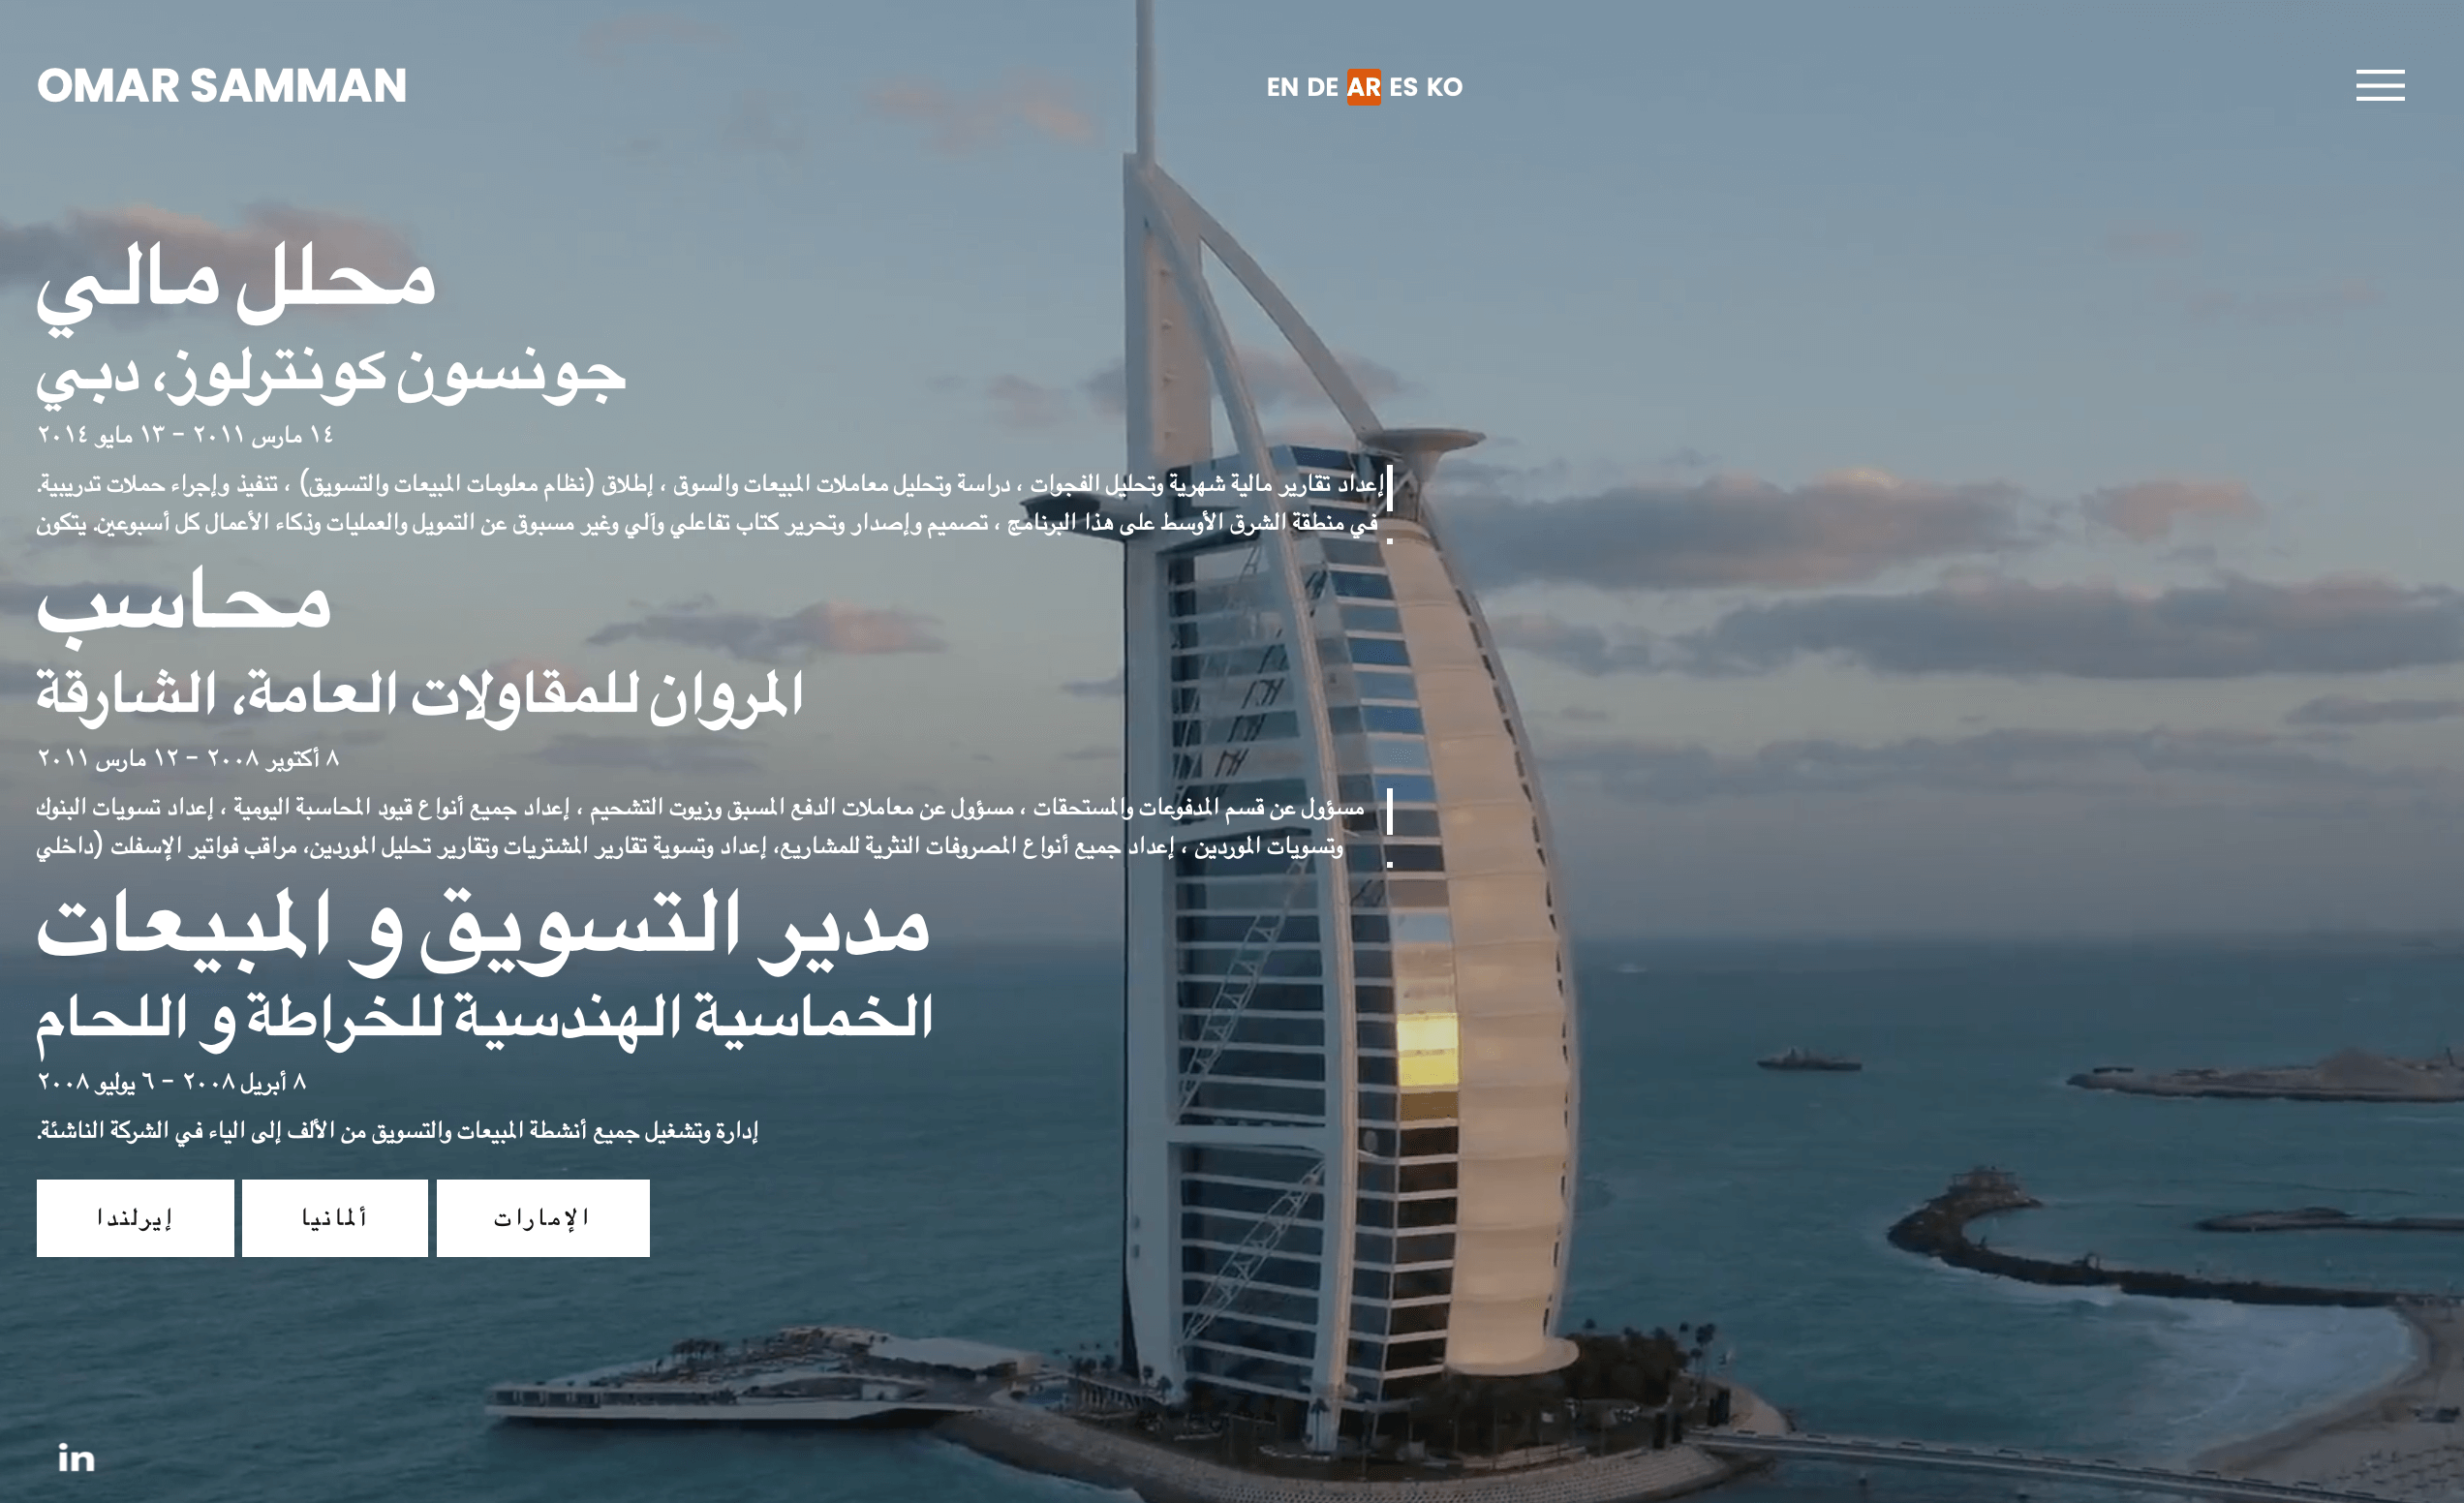 OMAR SAMMAN
EN DE AR ES KO
محلل مالي
جونسون كونترلوز، دبي
١٤ مارس ٢٠١١ - ١٣ مايو ٢٠١٤
إعداد تقارير مالية شهرية وتحليل الفجوات ، دراسة وتحليل معاملات المبيعات والسوق ، إطلاق (نظام معلومات المبيعات والتسويق) ، تنفيذ وإجراء حملات تدريبية.
في منطقة الشرق الأوسط على هذا البرنامج ، تصميم وإصدار وتحرير كتاب تفاعلي وآلي وغير مسبوق عن التمويل والعمليات وذكاء الأعمال كل أسبوعين. يتكون
محاسب
المروان للمقاولات العامة، الشارقة
٨ أكتوبر ٢٠٠٨ - ١٢ مارس ٢٠١١
مسؤول عن قسم المدفوعات والمستحقات ، مسؤول عن معاملات الدفع المسبق وزيوت التشحيم ، إعداد جميع أنواع قيود المحاسبة اليومية ، إعداد تسويات البنوك
وتسويات الموردين ، إعداد جميع أنواع المصروفات النثرية للمشاريع، إعداد وتسوية تقارير المشتريات وتقارير تحليل الموردين، مراقب فواتير الإسفلت (داخلي
مدير التسويق و المبيعات
الخماسية الهندسية للخراطة و اللحام
٨ أبريل ٢٠٠٨ - ٦ يوليو ٢٠٠٨
إدارة وتشغيل جميع أنشطة المبيعات والتسويق من الألف إلى الياء في الشركة الناشئة.
إيرلندا ألمانيا الإمارات
in